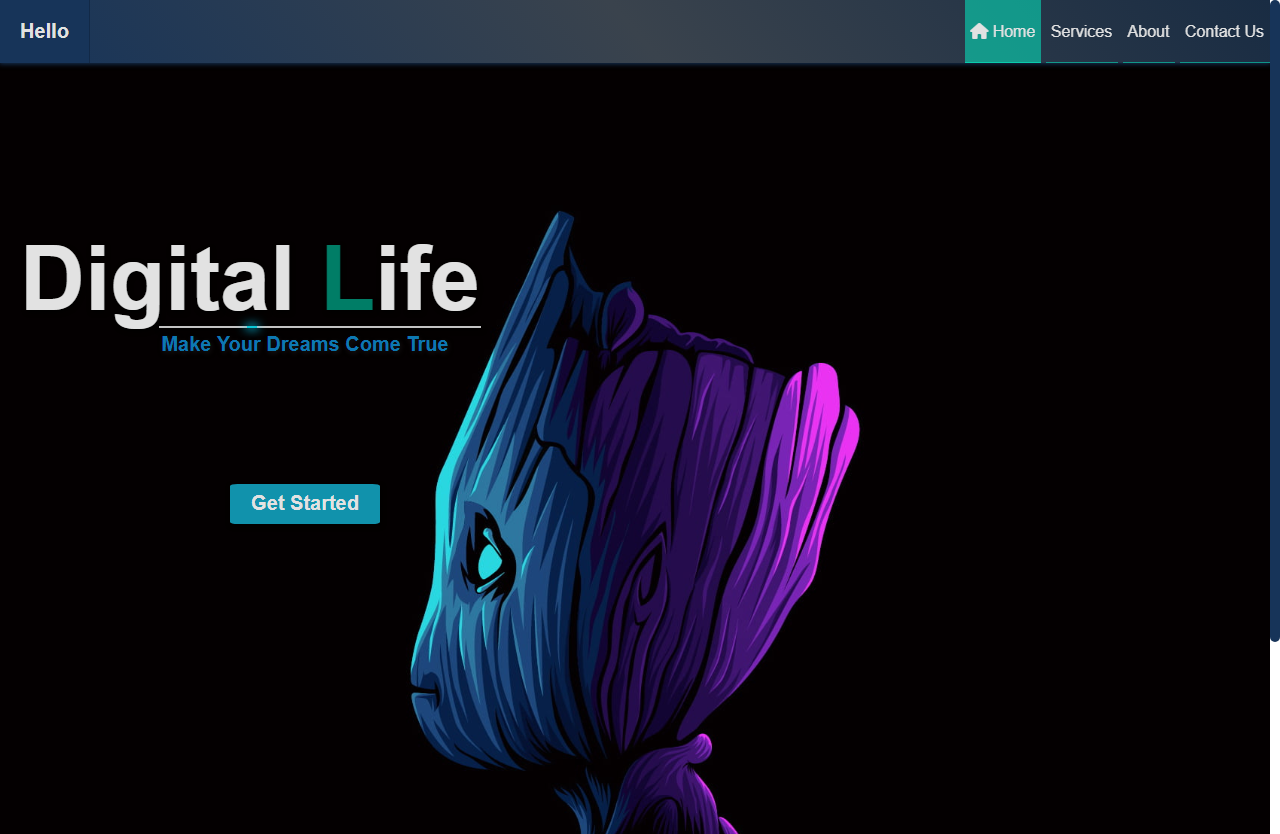 Hello
Home
Services
About
Contact Us
Digital Life
Make Your Dreams Come True
Get Started